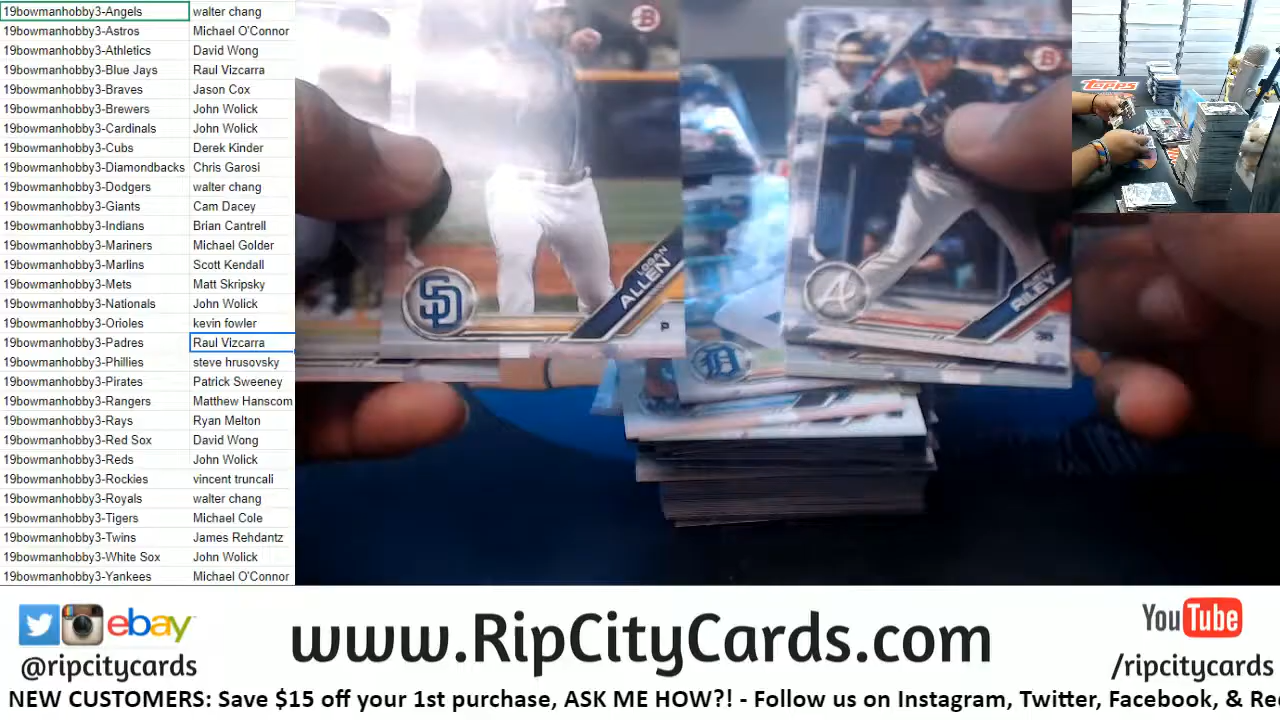 19bowmanhobby3-Angels walter chang
19bowmanhobby3-Astros Michael O'Connor
19bowmanhobby3-Athletics David Wong
19bowmanhobby3-Blue Jays Raul Vizcarra
19bowmanhobby3-Braves Jason Cox
19bowmanhobby3-Brewers John Wolick
19bowmanhobby3-Cardinals John Wolick
19bowmanhobby3-Cubs Derek Kinder
19bowmanhobby3-Diamondbacks Chris Garosi
19bowmanhobby3-Dodgers walter chang
19bowmanhobby3-Giants Cam Dacey
19bowmanhobby3-Indians Brian Cantrell
19bowmanhobby3-Mariners Michael Golder
19bowmanhobby3-Marlins Scott Kendall
19bowmanhobby3-Mets Matt Skripsky
19bowmanhobby3-Nationals John Wolick
19bowmanhobby3-Orioles kevin fowler
19bowmanhobby3-Padres Raul Vizcarra
19bowmanhobby3-Phillies steve hrusovsky
19bowmanhobby3-Pirates Patrick Sweeney
19bowmanhobby3-Rangers Matthew Hanscom
19bowmanhobby3-Rays Ryan Melton
19bowmanhobby3-Red Sox David Wong
19bowmanhobby3-Reds John Wolick
19bowmanhobby3-Rockies vincent truncali
19bowmanhobby3-Royals walter chang
19bowmanhobby3-Tigers Michael Cole
19bowmanhobby3-Twins James Rehdantz
19bowmanhobby3-White Sox John Wolick
19bowmanhobby3-Yankees Michael O'Connor
B
SD
LOGAN
ALLEN
P
B
A
RILEY
3B
D
TOPPS
ebay
@ripcitycards
www.RipCityCards.com
YouTube
/ripcitycards
NEW CUSTOMERS: Save $15 off your 1st purchase, ASK ME HOW?! - Follow us on Instagram, Twitter, Facebook, & Re